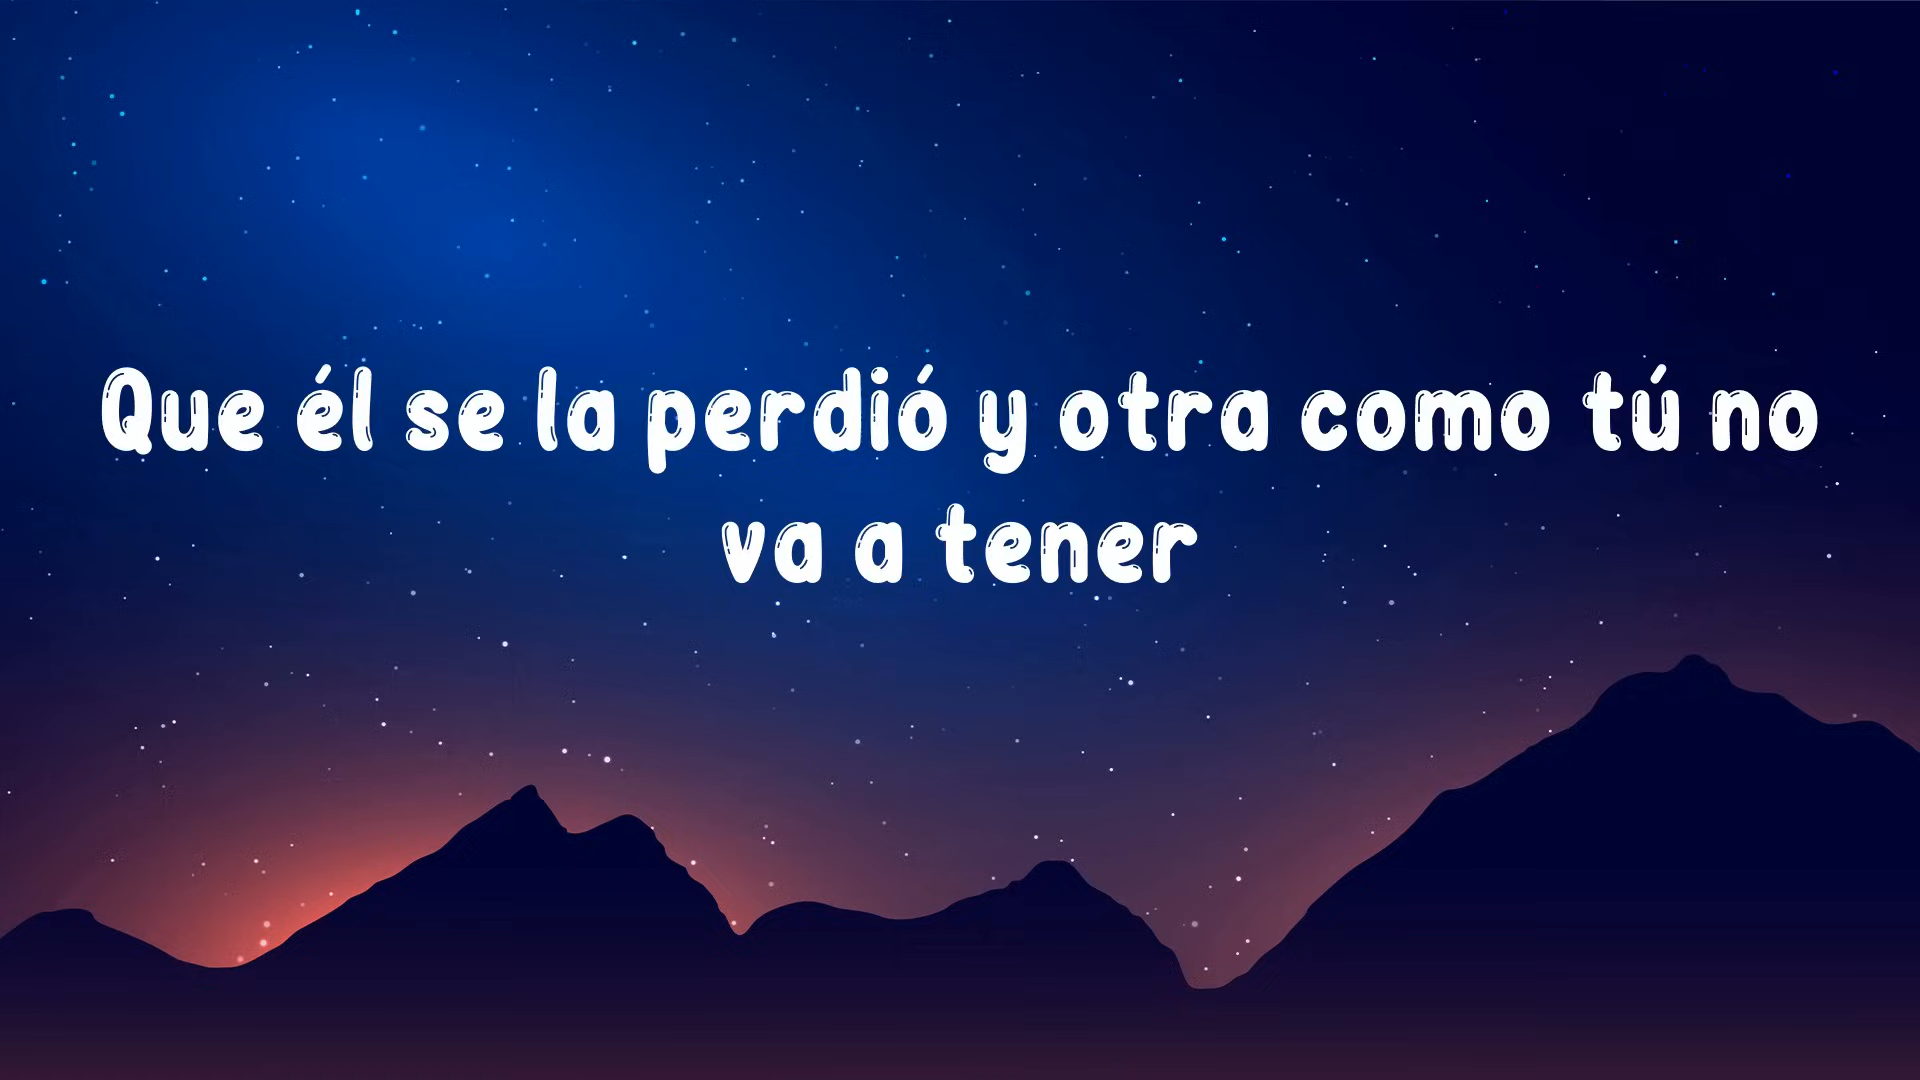 Que él se la perdió y otra como tú no
va a tener